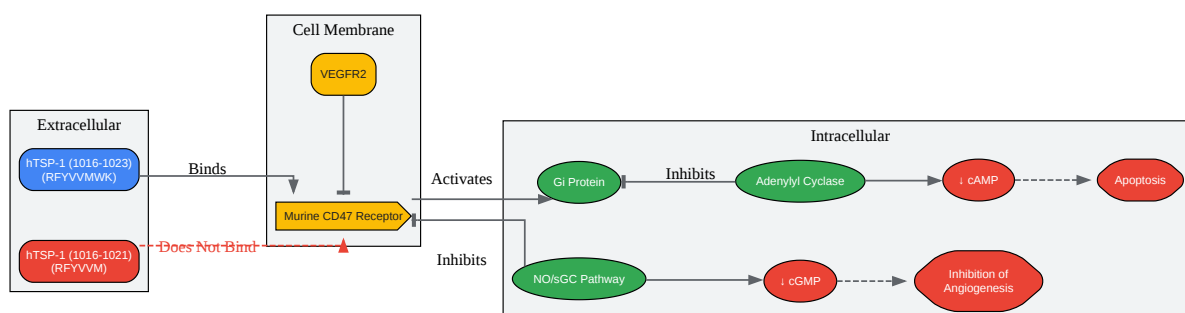 Cell Membrane
VEGFR2
Extracellular
hTSP-1 (1016-1023)
(RFYVVMWK)
Binds
Murine CD47 Receptor
hTSP-1 (1016-1021)
(RFYVVM)
Does Not Bind
Activates
Inhibits
Intracellular
Gi Protein
Inhibits
Adenylyl Cyclase
↓ cAMP
Apoptosis
NO/sGC Pathway
↓ cGMP
Inhibition of
Angiogenesis